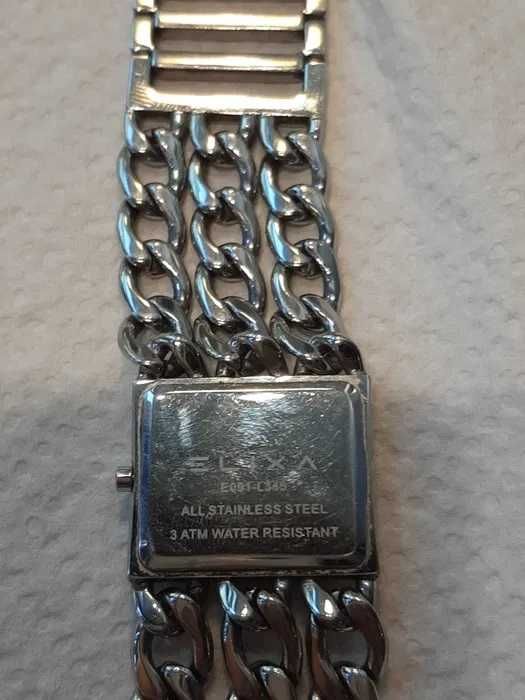 ELIXA
ALL STAINLESS STEEL
3 ATM WATER RESISTANT